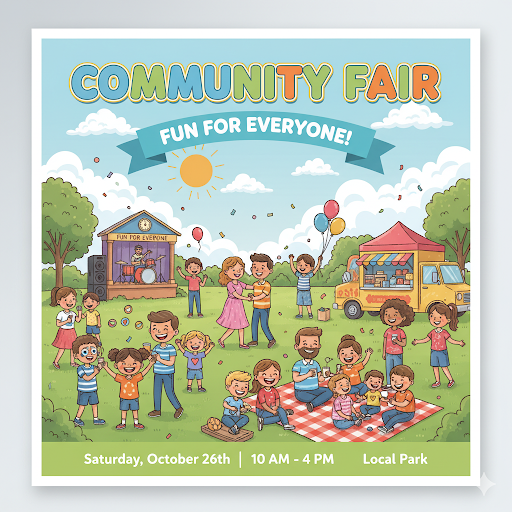 COMMUNITY FAIR
FUN FOR EVERYONE!
FUN FOR EVERYONE
Saturday, October 26th | 10 AM - 4 PM Local Park